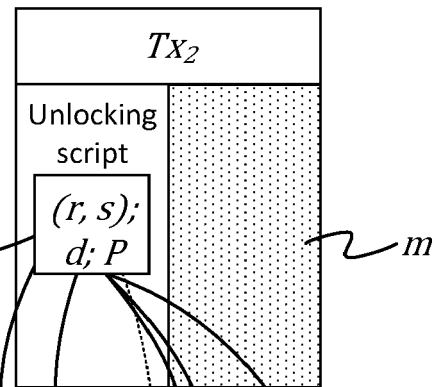 Tx₂
Unlocking
script
(r, s);
d; P
m